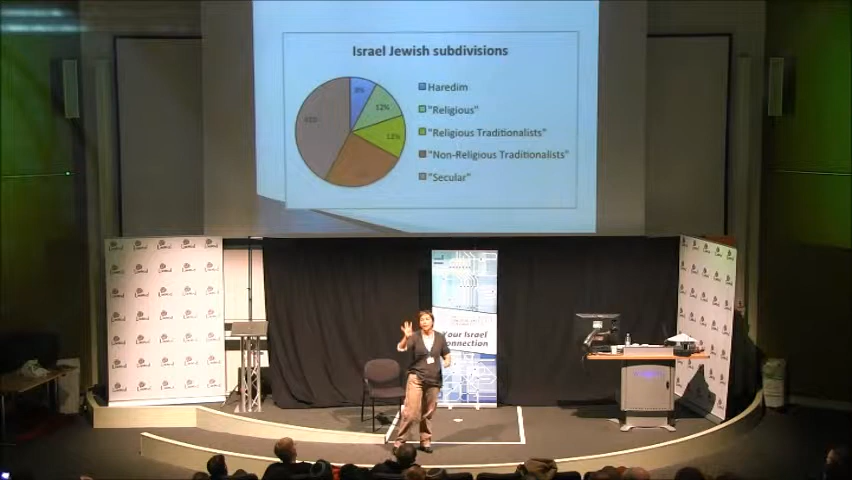 Israel Jewish subdivisions
8%
12%
13%
Haredim
"Religious"
"Religious Traditionalists"
"Non-Religious Traditionalists"
"Secular"
Your Israel
connection